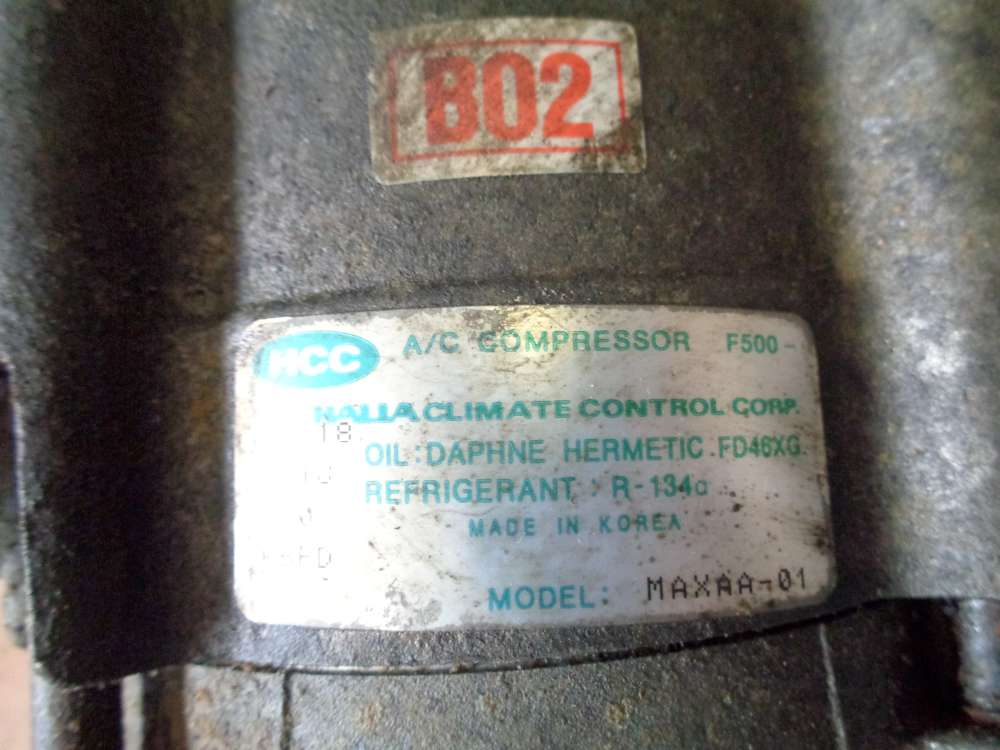 B02
HCC A/C COMPRESSOR F500-
HALLA CLIMATE CONTROL CORP.
18
OIL: DAPHNE HERMETIC FD46XG.
REFRIGERANT : R-134a
MADE IN KOREA
MODEL: MAXAA-01